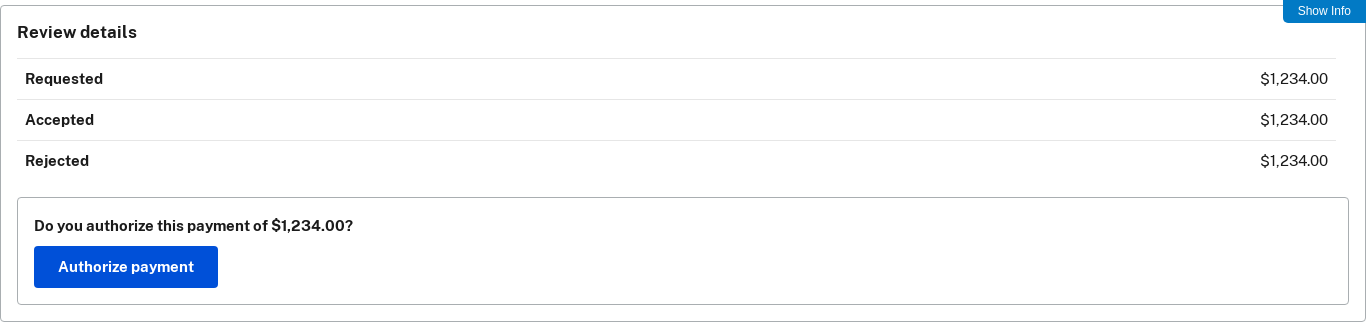 Show Info
Review details
Requested $1,234.00
Accepted $1,234.00
Rejected $1,234.00
Do you authorize this payment of $1,234.00?
Authorize payment